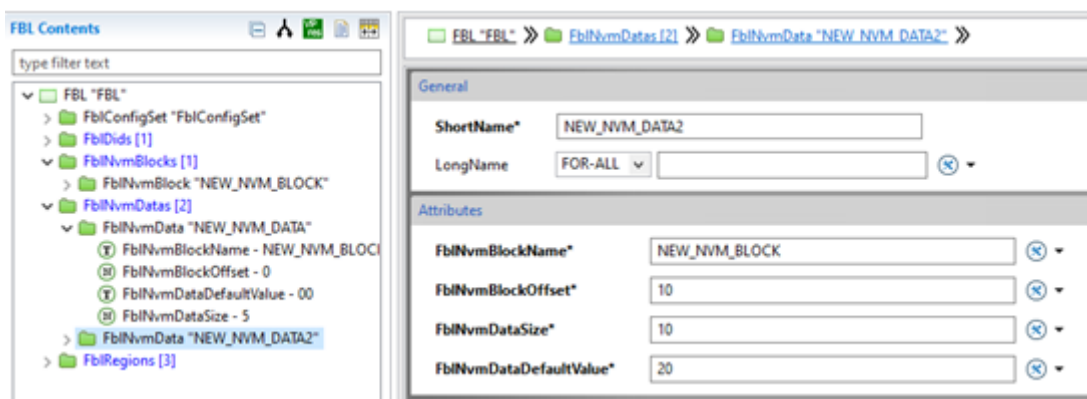 FBL Contents
type filter text
FBL "FBL"
FblConfigSet "FblConfigSet"
FblDids [1]
FblNvmBlocks [1]
FblNvmBlock "NEW_NVM_BLOCK"
FblNvmDatas [2]
FblNvmData "NEW_NVM_DATA"
FblNvmBlockName - NEW_NVM_BLOCI
FblNvmBlockOffset - 0
FblNvmDataDefaultValue - 00
FblNvmDataSize - 5
FblNvmData "NEW_NVM_DATA2"
FblRegions [3]
FBL "FBL" FblNvmDatas [2] FblNvmData "NEW_NVM_DATA2"
General
ShortName* NEW_NVM_DATA2
LongName FOR-ALL
Attributes
FblNvmBlockName* NEW_NVM_BLOCK
FblNvmBlockOffset* 10
FblNvmDataSize* 10
FblNvmDataDefaultValue* 20